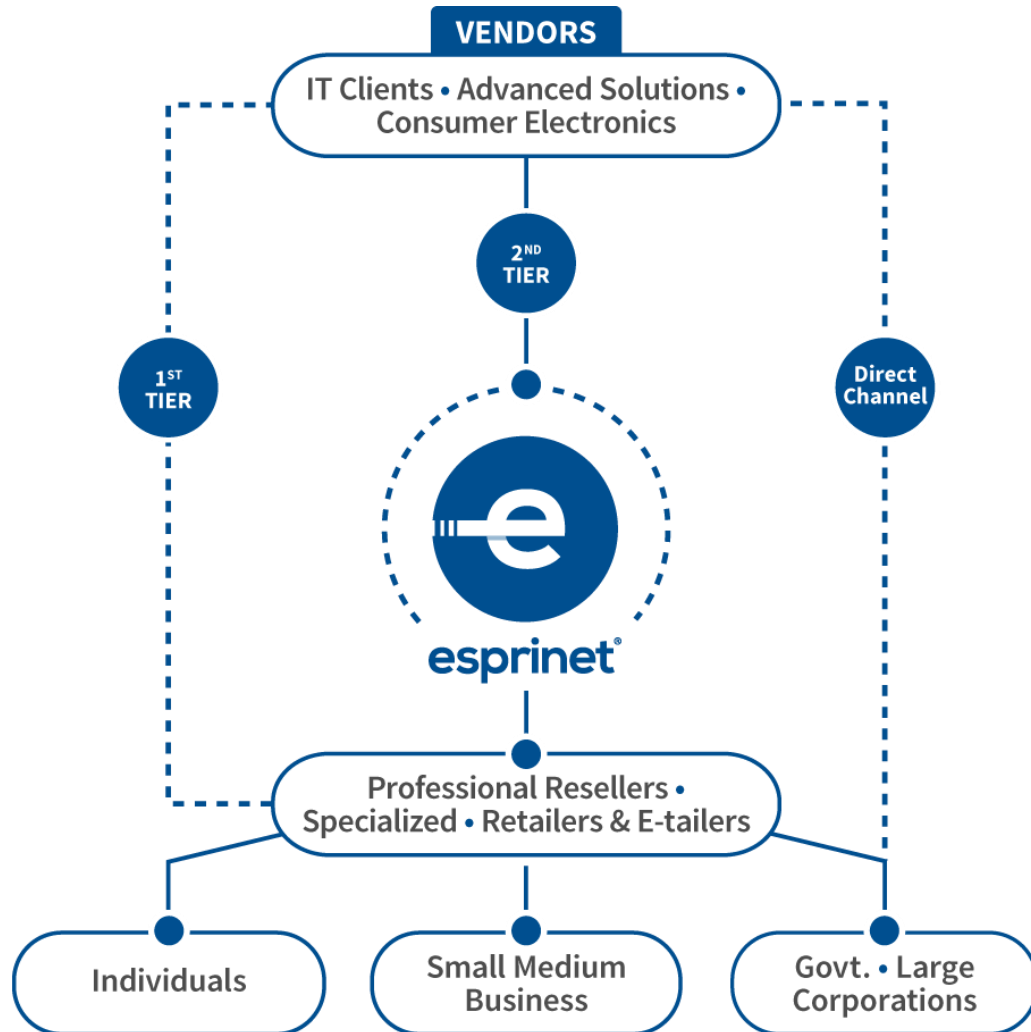 VENDORS
IT Clients • Advanced Solutions •
Consumer Electronics
2ND
TIER
1ST
TIER
Direct
Channel
e
esprinet®
Professional Resellers •
Specialized • Retailers & E-tailers
Individuals
Small Medium
Business
Govt. • Large
Corporations